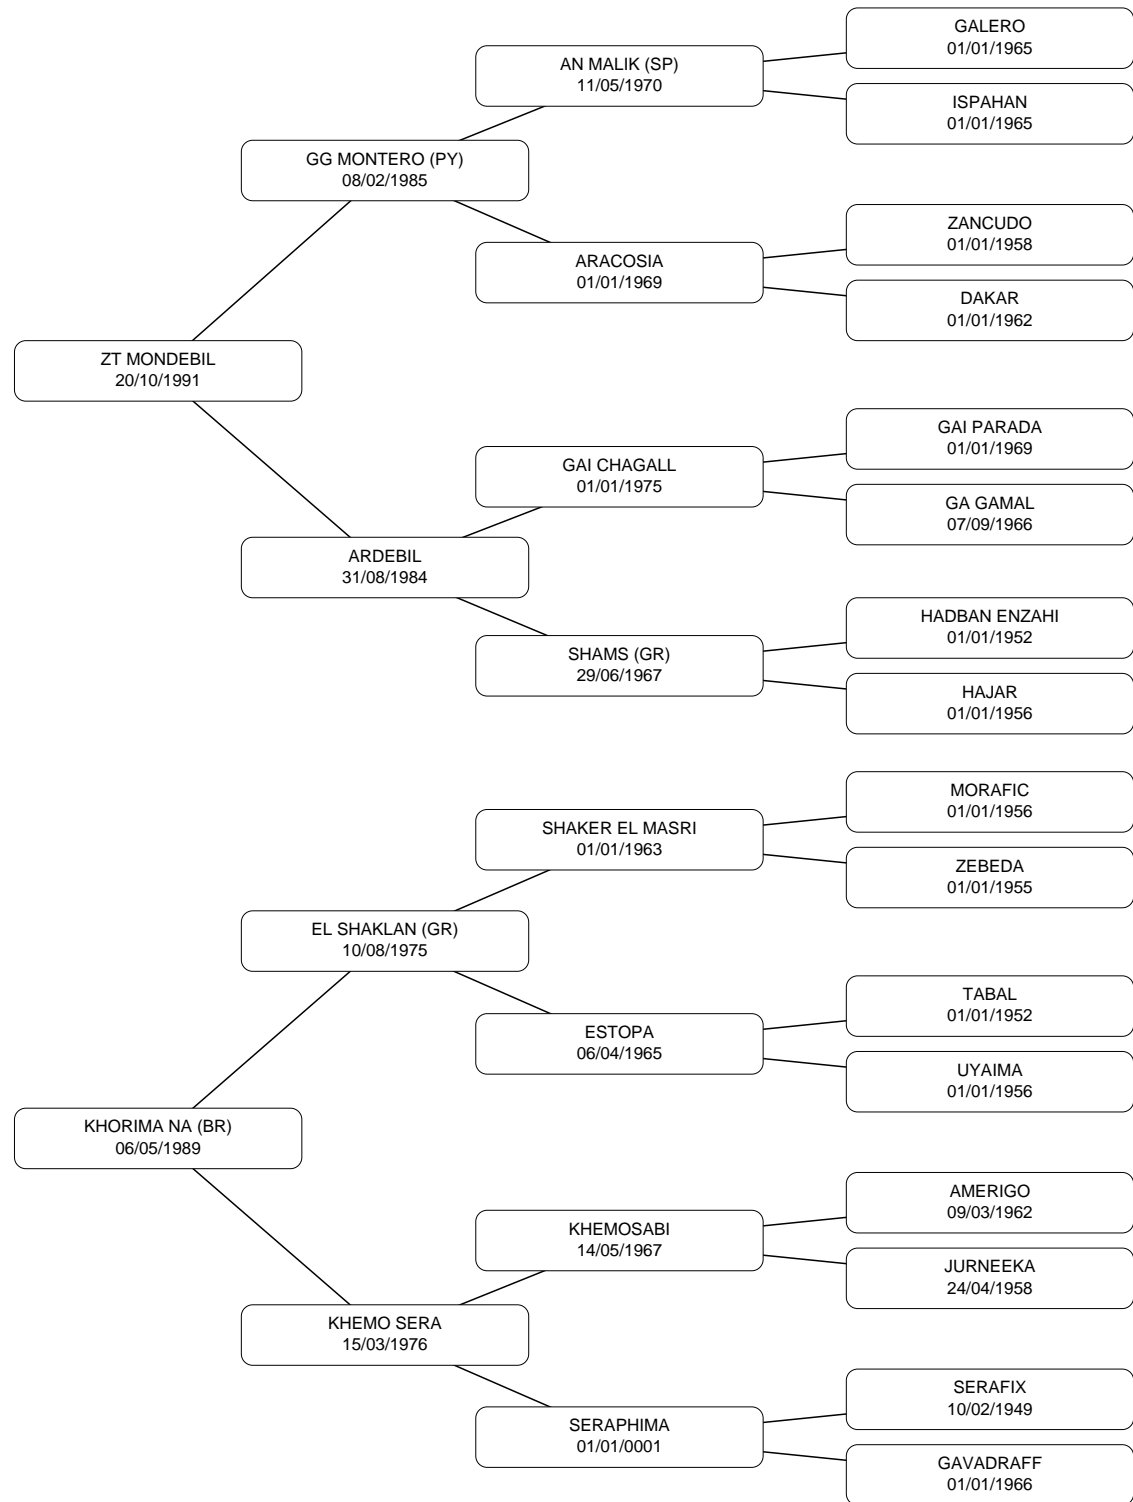 GALERO
01/01/1965
AN MALIK (SP)
11/05/1970
ISPAHAN
01/01/1965
GG MONTERO (PY)
08/02/1985
ZANCUDO
01/01/1958
ARACOSIA
01/01/1969
DAKAR
01/01/1962
ZT MONDEBIL
20/10/1991
GAI PARADA
01/01/1969
GAI CHAGALL
01/01/1975
GA GAMAL
07/09/1966
ARDEBIL
31/08/1984
HADBAN ENZAHI
01/01/1952
SHAMS (GR)
29/06/1967
HAJAR
01/01/1956
MORAFIC
01/01/1956
SHAKER EL MASRI
01/01/1963
ZEBEDA
01/01/1955
EL SHAKLAN (GR)
10/08/1975
TABAL
01/01/1952
ESTOPA
06/04/1965
UYAIMA
01/01/1956
KHORIMA NA (BR)
06/05/1989
AMERIGO
09/03/1962
KHEMOSABI
14/05/1967
JURNEEKA
24/04/1958
KHEMO SERA
15/03/1976
SERAFIX
10/02/1949
SERAPHIMA
01/01/0001
GAVADRAFF
01/01/1966